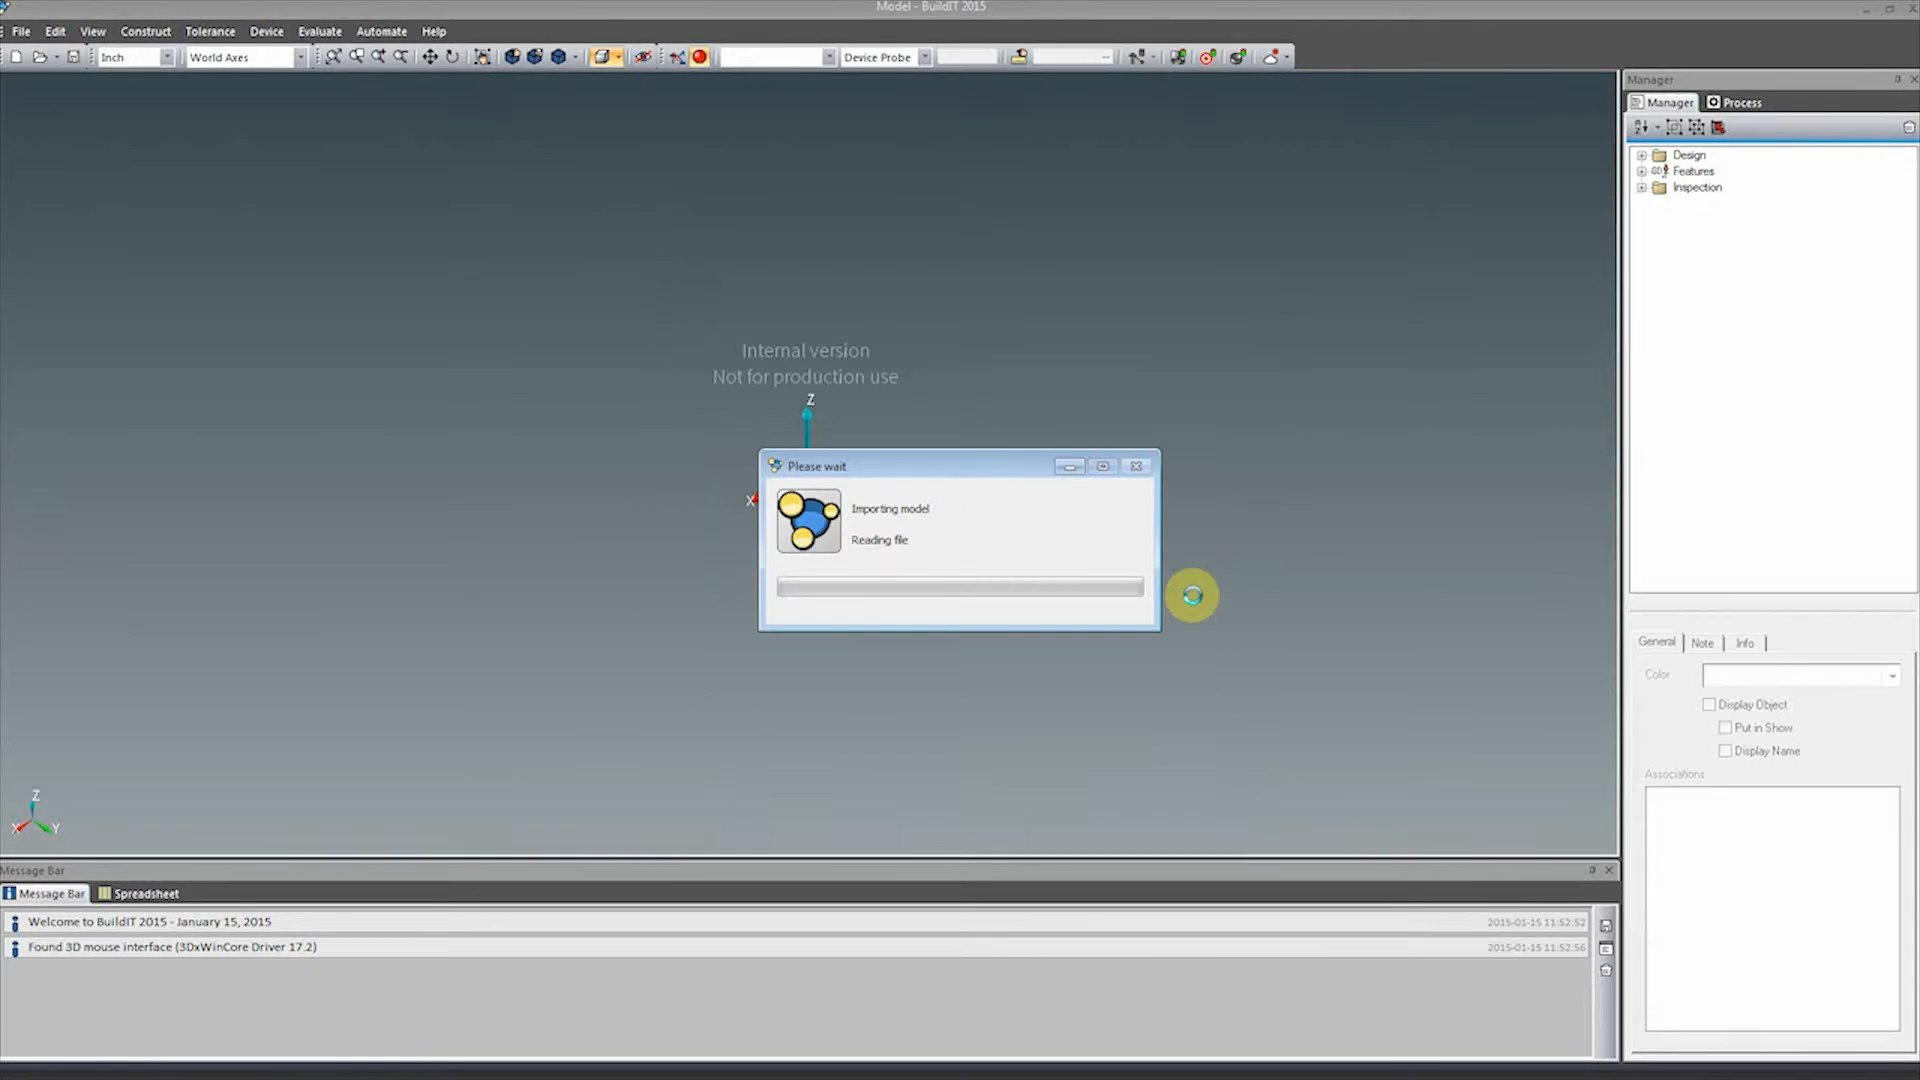 Model - BuildIT 2015
File Edit View Construct Tolerance Device Evaluate Automate Help
Inch World Axes Device Probe --
Manager
Manager Process
Design
Features
Inspection
Internal version
Not for production use
Z
X
Please wait
Importing model
Reading file
General Note Info
Color
Display Object
Put in Show
Display Name
Associations
Z
X Y
Message Bar
Message Bar Spreadsheet
Welcome to BuildIT 2015 - January 15, 2015 2015-01-15 11:52:52
Found 3D mouse interface (3DxWinCore Driver 17.2) 2015-01-15 11:52:56